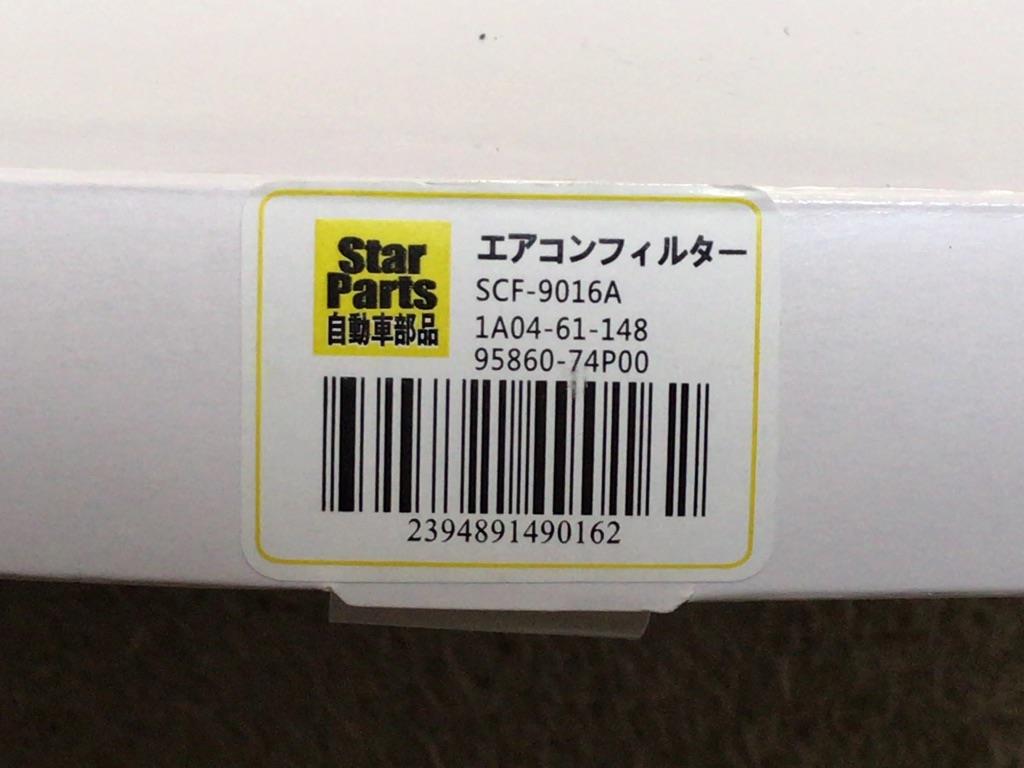 Star
Parts
自動車部品
エアコンフィルター
SCF-9016A
1A04-61-148
95860-74P00
2394891490162